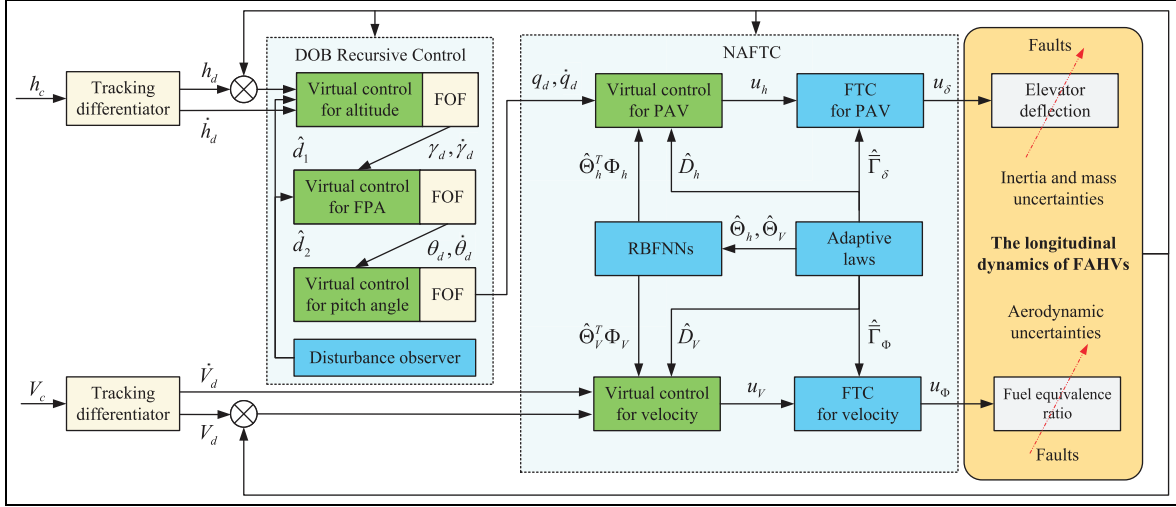 DOB Recursive Control
NAFTC
Faults
h_c
Tracking
differentiator
h_d
ḣ_d
Virtual control
for altitude
FOF
q_d, q̇_d
Virtual control
for PAV
u_h
FTC
for PAV
u_δ
Elevator
deflection
d̂_1
γ_d, γ̇_d
Θ̂_h^TΦ_h
D̂_h
Γ̿̂_δ
Inertia and mass
uncertainties
Virtual control
for FPA
FOF
d̂_2
θ_d, θ̇_d
RBFNNs
Θ̂_h, Θ̂_V
Adaptive
laws
The longitudinal
dynamics of FAHVs
Virtual control
for pitch angle
FOF
Θ̂_V^TΦ_V
D̂_V
Γ̿̂_Φ
Aerodynamic
uncertainties
Disturbance observer
V_c
Tracking
differentiator
V̇_d
V_d
Virtual control
for velocity
u_V
FTC
for velocity
u_Φ
Fuel equivalence
ratio
Faults